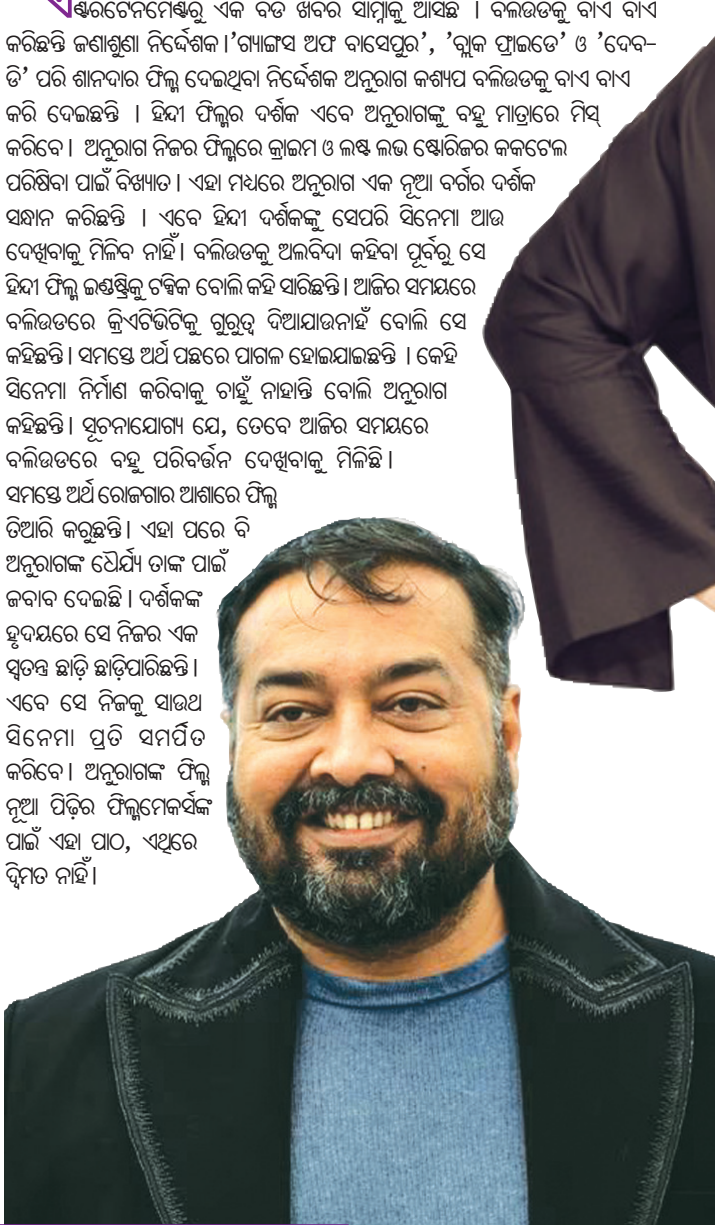 ଣ୍ଟରଟେନମେଣ୍ଟରୁ ଏକ ବଡ ଖବର ସାମ୍ନାକୁ ଆସିଛି । ବଲିଉଡକୁ ବାଏ ବାଏ
କରିଛନ୍ତି ଜଣାଶୁଣା ନିର୍ଦ୍ଦେଶକ।'ଗ୍ୟାଙ୍ଗସ ଅଫ ବାସେପୁର', 'ବ୍ଲାକ ଫ୍ରାଇଡେ' ଓ 'ଦେବ-
ଡି' ପରି ଶାନଦାର ଫିଲ୍ମ ଦେଇଥିବା ନିର୍ଦ୍ଦେଶକ ଅନୁରାଗ କଶ୍ୟପ ବଲିଉଡକୁ ବାଏ ବାଏ
କରି ଦେଇଛନ୍ତି । ହିନ୍ଦୀ ଫିଲ୍ମର ଦର୍ଶକ ଏବେ ଅନୁରାଗଙ୍କୁ ବହୁ ମାତ୍ରାରେ ମିସ୍
କରିବେ। ଅନୁରାଗ ନିଜର ଫିଲ୍ମରେ କ୍ରାଇମ ଓ ଲଷ୍ଟ ଲଭ ଷ୍ଟୋରିଜର କକଟେଲ
ପରିଷିବା ପାଇଁ ବିଖ୍ୟାତ। ଏହା ମଧ୍ୟରେ ଅନୁରାଗ ଏକ ନୂଆ ବର୍ଗର ଦର୍ଶକ
ସନ୍ଧାନ କରିଛନ୍ତି । ଏବେ ହିନ୍ଦୀ ଦର୍ଶକଙ୍କୁ ସେପରି ସିନେମା ଆଉ
ଦେଖିବାକୁ ମିଳିବ ନାହିଁ। ବଲିଉଡକୁ ଅଲବିଦା କହିବା ପୂର୍ବରୁ ସେ
ହିନ୍ଦୀ ଫିଲ୍ମ ଇଣ୍ଡଷ୍ଟ୍ରିକୁ ଟକ୍ସିକ ବୋଲି କହି ସାରିଛନ୍ତି। ଆଜିର ସମୟରେ
ବଲିଉଡରେ କ୍ରିଏଟିଭିଟିକୁ ଗୁରୁତ୍ୱ ଦିଆଯାଉନାହିଁ ବୋଲି ସେ
କହିଛନ୍ତି। ସମସ୍ତେ ଅର୍ଥ ପଛରେ ପାଗଳ ହୋଇଯାଇଛନ୍ତି । କେହି
ସିନେମା ନିର୍ମାଣ କରିବାକୁ ଚାହୁଁ ନାହାନ୍ତି ବୋଲି ଅନୁରାଗ
କହିଛନ୍ତି। ସୂଚନାଯୋଗ୍ୟ ଯେ, ତେବେ ଆଜିର ସମୟରେ
ବଲିଉଡରେ ବହୁ ପରିବର୍ତ୍ତନ ଦେଖିବାକୁ ମିଳିଛି।
ସମସ୍ତେ ଅର୍ଥ ରୋଜଗାର ଆଶାରେ ଫିଲ୍ମ
ତିଆରି କରୁଛନ୍ତି। ଏହା ପରେ ବି
ଅନୁରାଗଙ୍କ ଧୈର୍ଯ୍ୟ ତାଙ୍କ ପାଇଁ
ଜବାବ ଦେଇଛି। ଦର୍ଶକଙ୍କ
ହୃଦୟରେ ସେ ନିଜର ଏକ
ସ୍ୱତନ୍ତ୍ର ଛାଡ଼ି ଛାଡ଼ିପାରିଛନ୍ତି।
ଏବେ ସେ ନିଜକୁ ସାଉଥ
ସିନେମା ପ୍ରତି ସମର୍ପିତ
କରିବେ। ଅନୁରାଗଙ୍କ ଫିଲ୍ମ
ନୂଆ ପିଢ଼ିର ଫିଲ୍ମମେକର୍ସଙ୍କ
ପାଇଁ ଏହା ପାଠ, ଏଥିରେ
ଦ୍ୱିମତ ନାହିଁ।